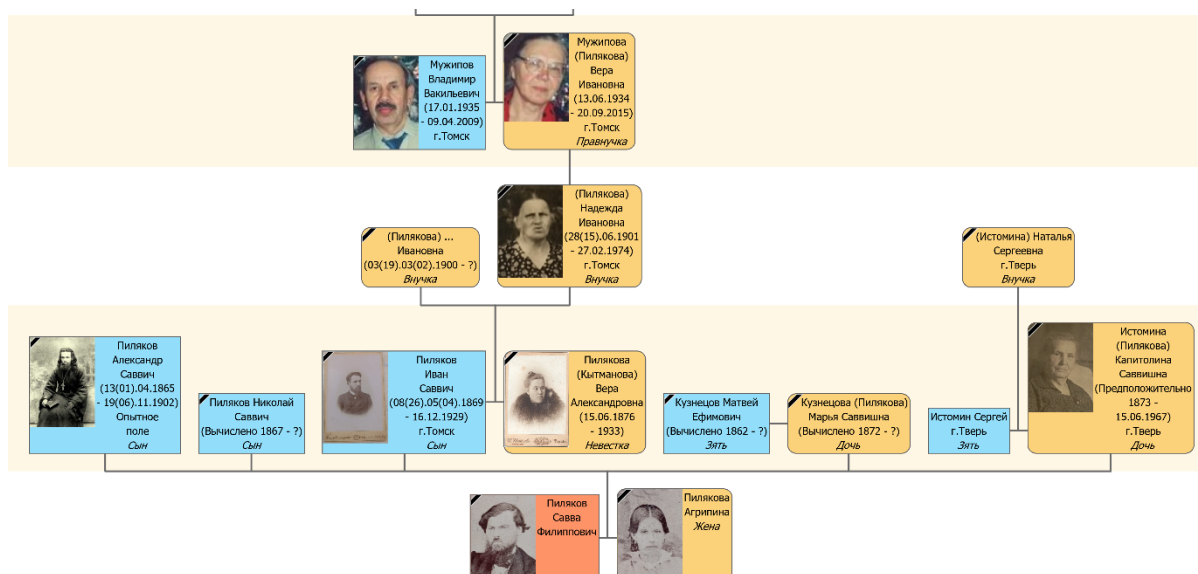 Мужипов
Владимир
Вакильевич
(17.01.1935
- 09.04.2009)
г.Томск
Мужипова
(Пилякова)
Вера
Ивановна
(13.06.1934
- 20.09.2015)
г.Томск
Правнучка
(Пилякова) ...
Ивановна
(03(19).03(02).1900 - ?)
Внучка
(Пилякова)
Надежда
Ивановна
(28(15).06.1901
- 27.02.1974)
г.Томск
Внучка
(Истомина) Наталья
Сергеевна
г.Тверь
Внучка
Пиляков
Александр
Саввич
(13(01).04.1865
- 19(06).11.1902)
Опытное
поле
Сын
Пиляков Николай
Саввич
(Вычислено 1867 - ?)
Сын
Пиляков
Иван
Саввич
(08(26).05(04).1869
- 16.12.1929)
г.Томск
Сын
Пилякова
(Кытманова)
Вера
Александровна
(15.06.1876
- 1933)
Невестка
Кузнецов Матвей
Ефимович
(Вычислено 1862 - ?)
Зять
Кузнецова (Пилякова)
Марья Саввишна
(Вычислено 1872 - ?)
Дочь
Истомин Сергей
г.Тверь
Зять
Истомина
(Пилякова)
Капитолина
Саввишна
(Предположительно
1873 -
15.06.1967)
г.Тверь
Дочь
Пиляков
Савва
Филиппович
Пилякова
Агрипина
Жена